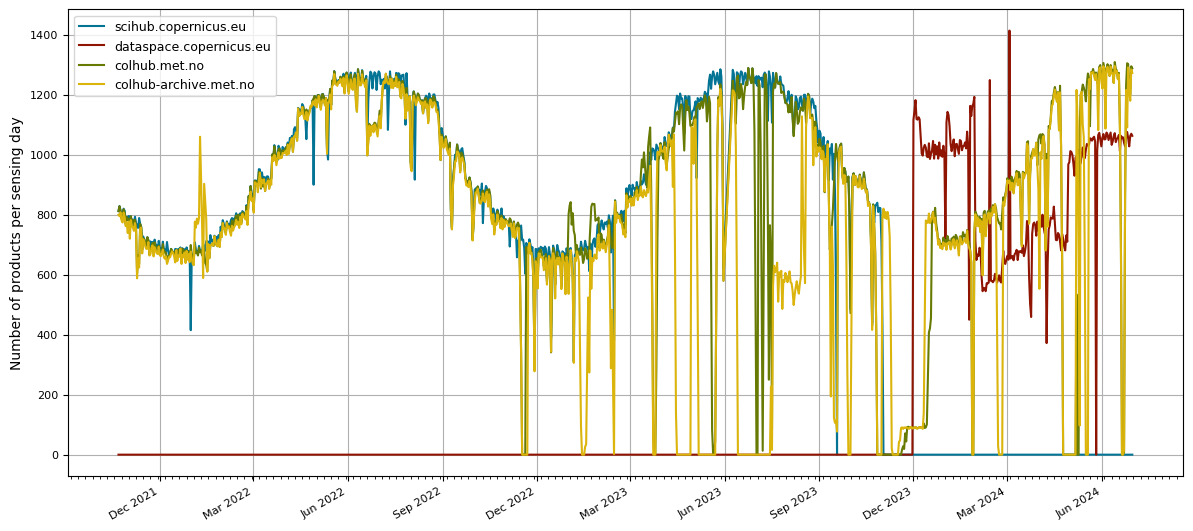 Number of products per sensing day
1400
1200
1000
800
600
400
200
0
scihub.copernicus.eu
dataspace.copernicus.eu
colhub.met.no
colhub-archive.met.no
Dec 2021
Mar 2022
Jun 2022
Sep 2022
Dec 2022
Mar 2023
Jun 2023
Sep 2023
Dec 2023
Mar 2024
Jun 2024